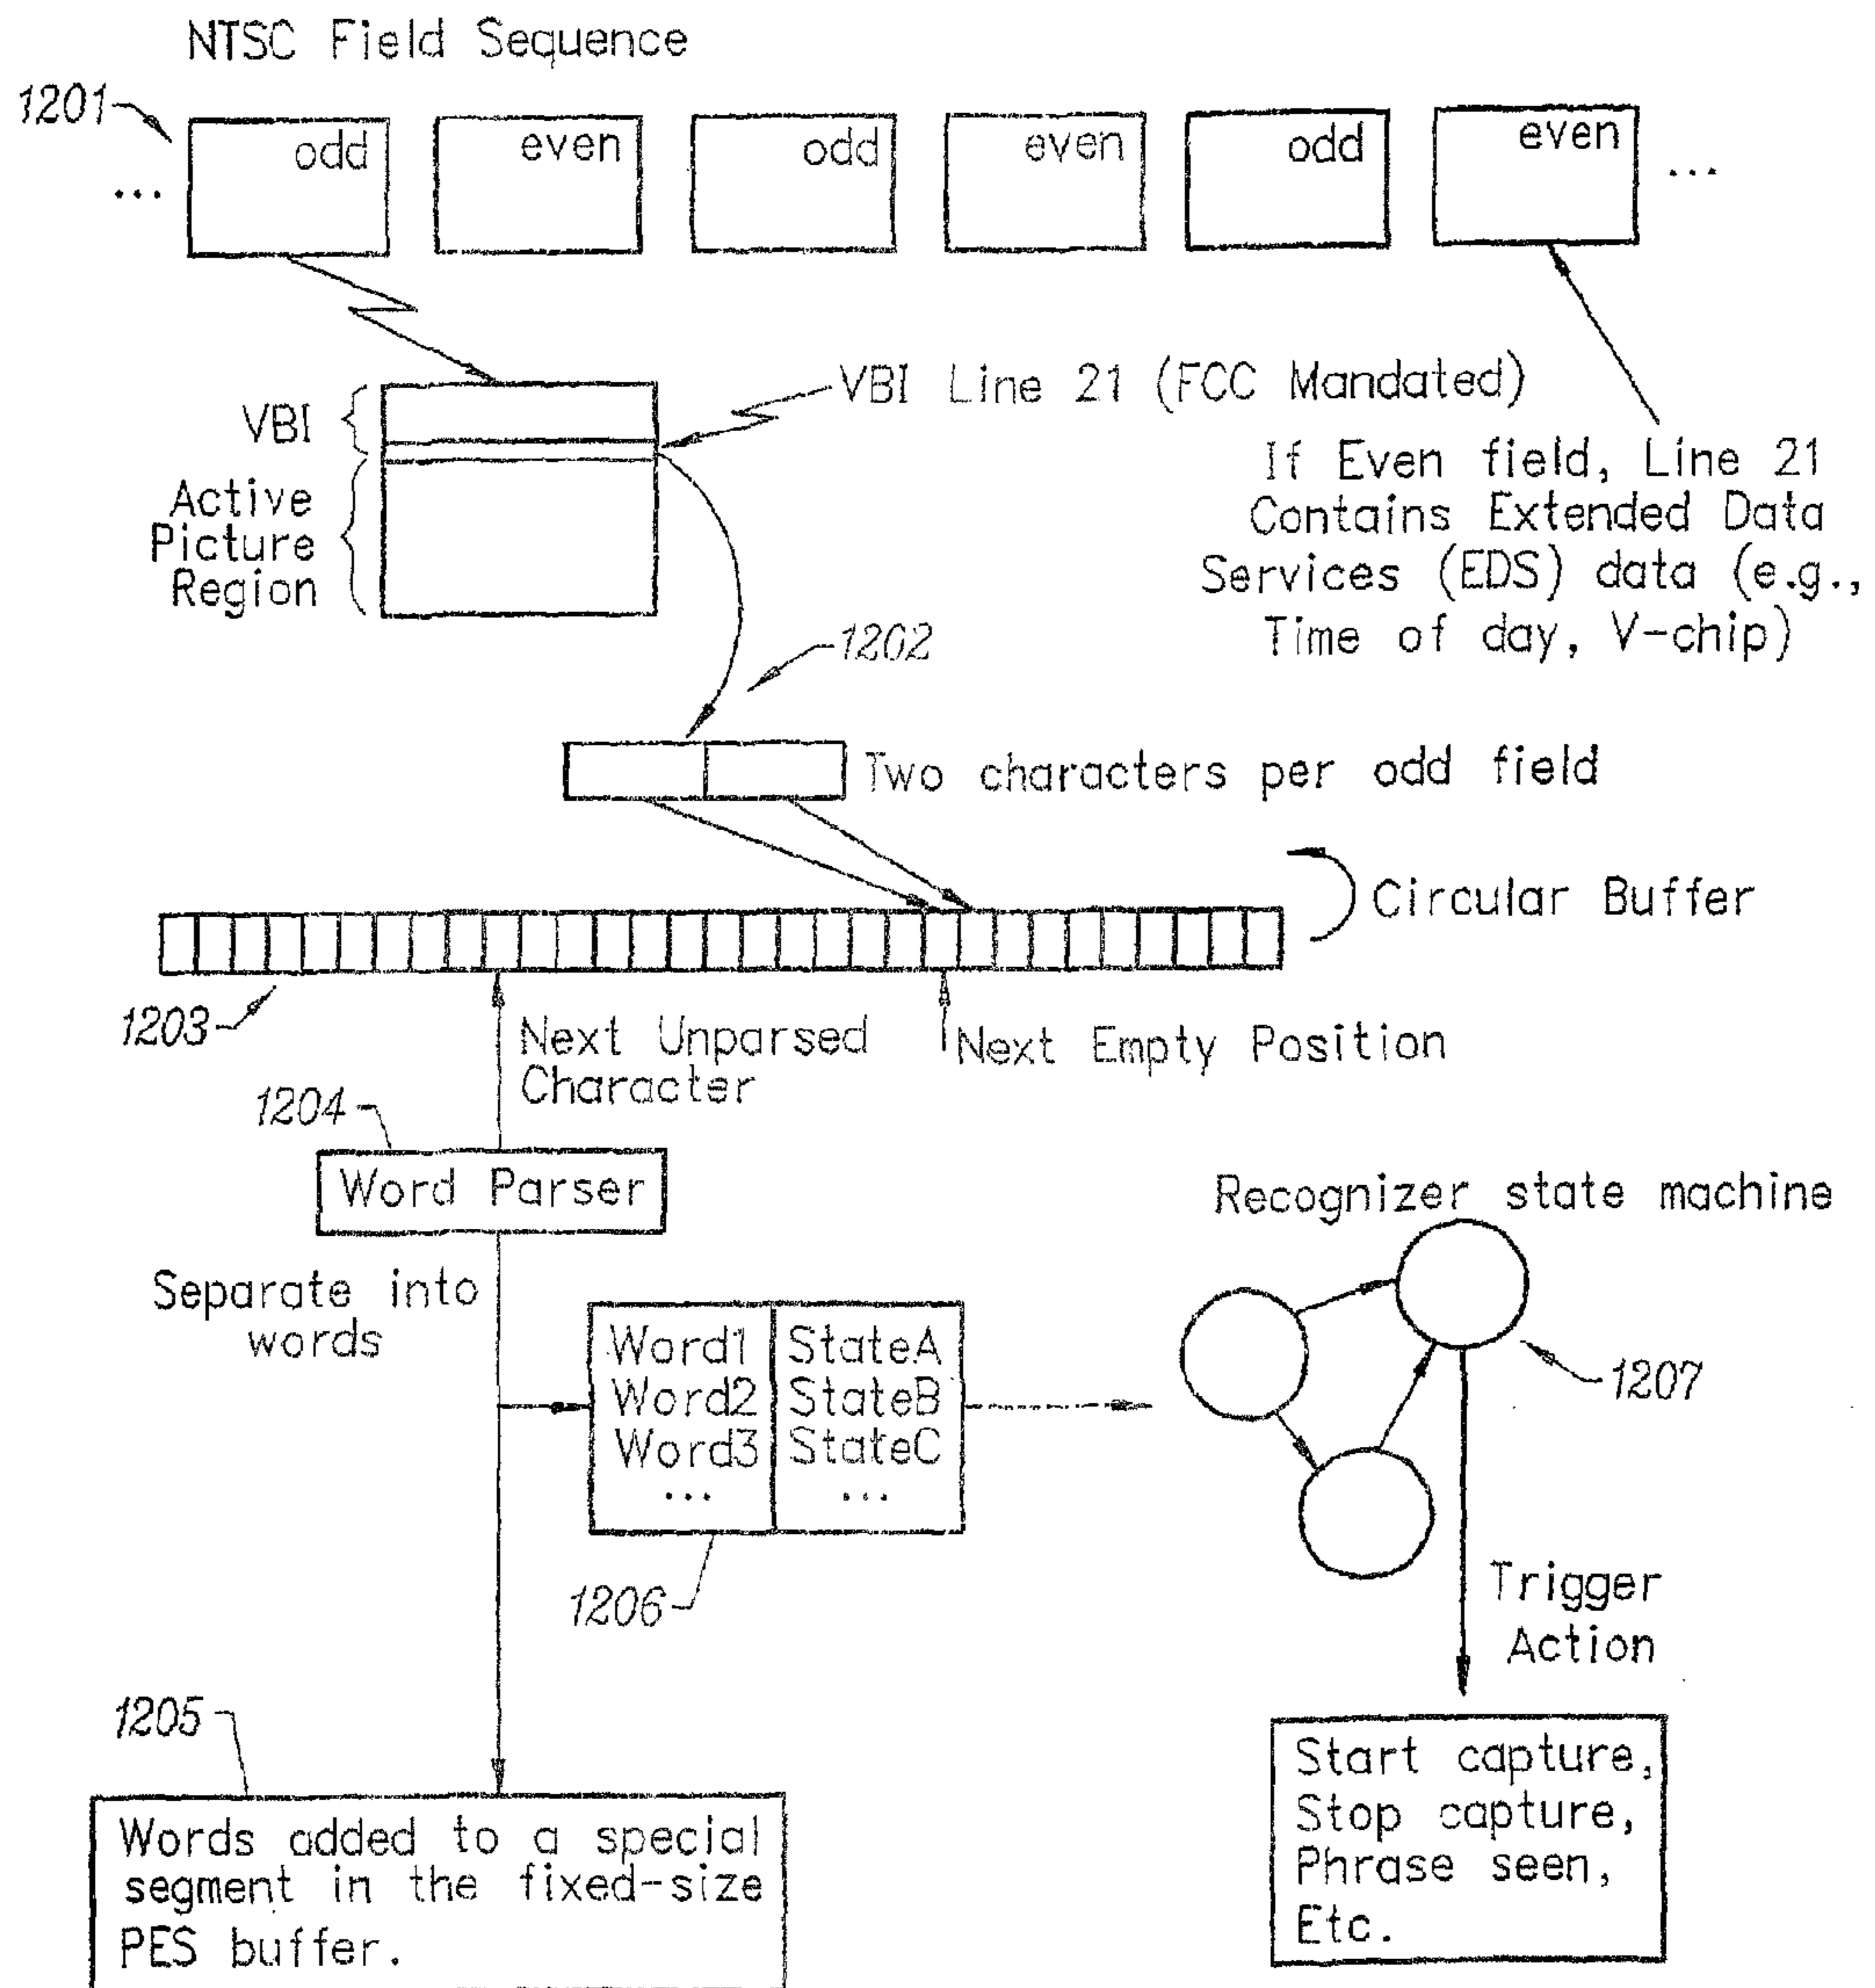 NTSC Field Sequence
1201
odd even odd even odd even
... ...
VBI Line 21 (FCC Mandated)
VBI
Active
Picture
Region
If Even field, Line 21
Contains Extended Data
Services (EDS) data (e.g.,
Time of day, V-chip)
1202
Two characters per odd field
Circular Buffer
1203
Next Unparsed
Character
Next Empty Position
1204
Word Parser
Separate into
words
Recognizer state machine
Word1 StateA
Word2 StateB
Word3 StateC
... ...
1207
1206
Trigger
Action
1205
Words added to a special
segment in the fixed-size
PES buffer.
Start capture,
Stop capture,
Phrase seen,
Etc.